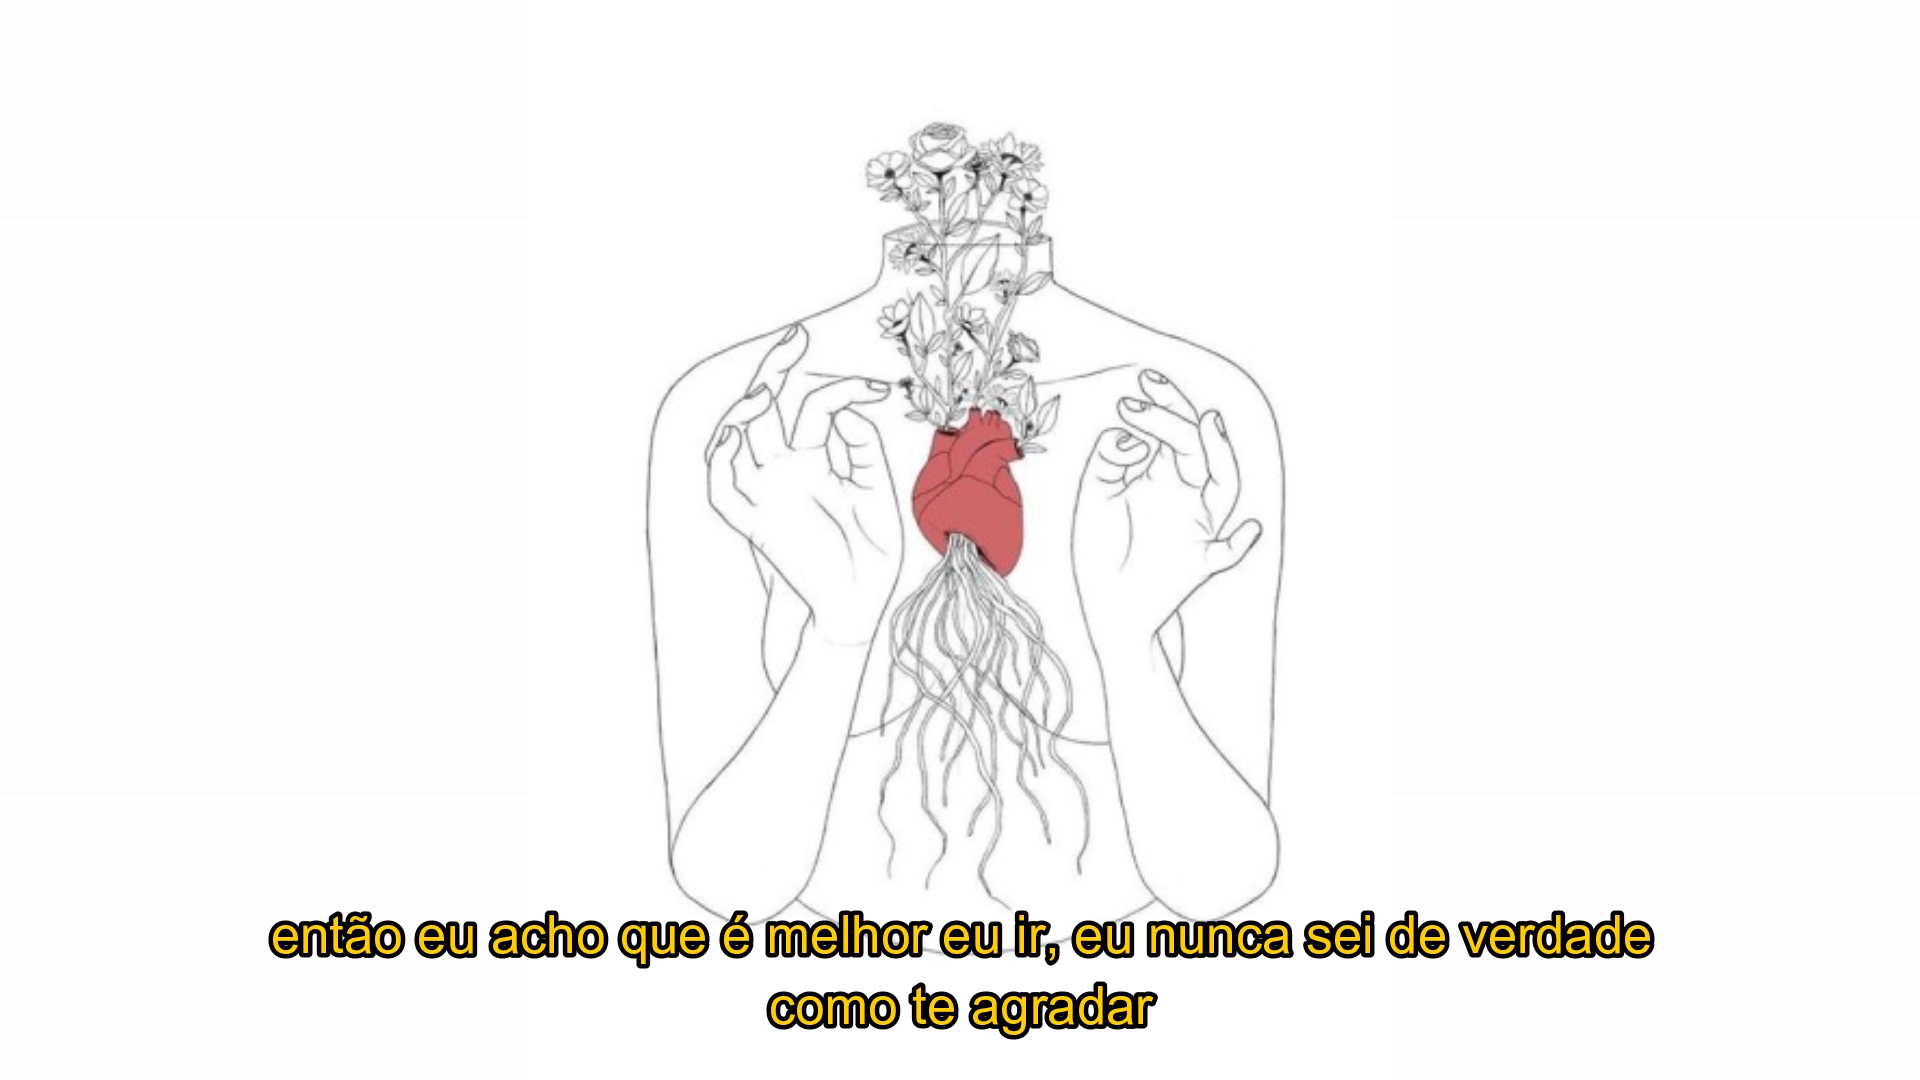 então eu acho que é melhor eu ir, eu nunca sei de verdade
como te agradar